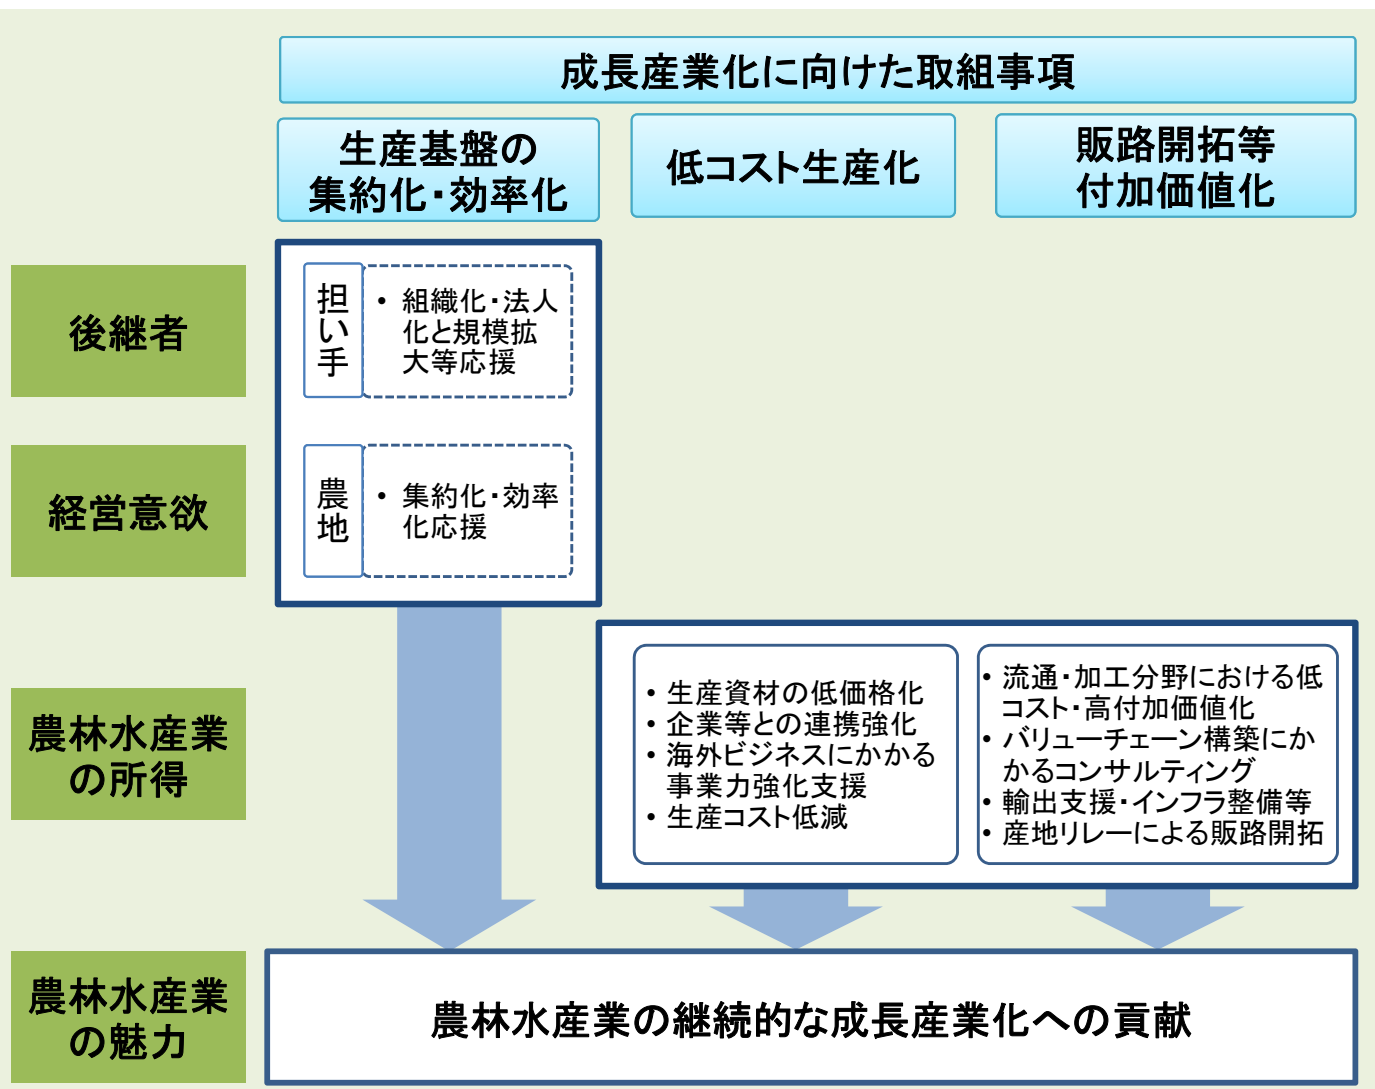 成長産業化に向けた取組事項
生産基盤の
集約化・効率化
低コスト生産化
販路開拓等
付加価値化
後継者
担い手
• 組織化・法人
化と規模拡
大等応援
経営意欲
農地
• 集約化・効率
化応援
農林水産業
の所得
• 生産資材の低価格化
• 企業等との連携強化
• 海外ビジネスにかかる
事業力強化支援
• 生産コスト低減
• 流通・加工分野における低
コスト・高付加価値化
• バリューチェーン構築にか
かるコンサルティング
• 輸出支援・インフラ整備等
• 産地リレーによる販路開拓
農林水産業
の魅力
農林水産業の継続的な成長産業化への貢献